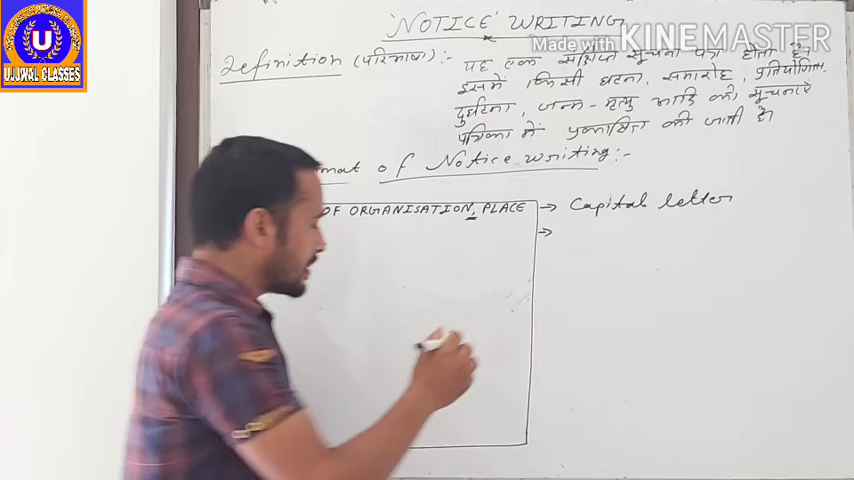 'NOTICE' WRITING
Made with KINEMASTER
Definition (परिभाषा) :- यह एक संक्षिप्त सूचना पत्र होता है।
इसमें किसी घटना, समारोह, प्रतियोगिता,
दुर्घटना, जन्म-मृत्यु आदि की सूचनाएँ
पत्रिका में प्रकाशित की जाती है।
mat of Notice writing:-
OF ORGANISATION, PLACE → Capital letter
→
U
UJJWAL CLASSES